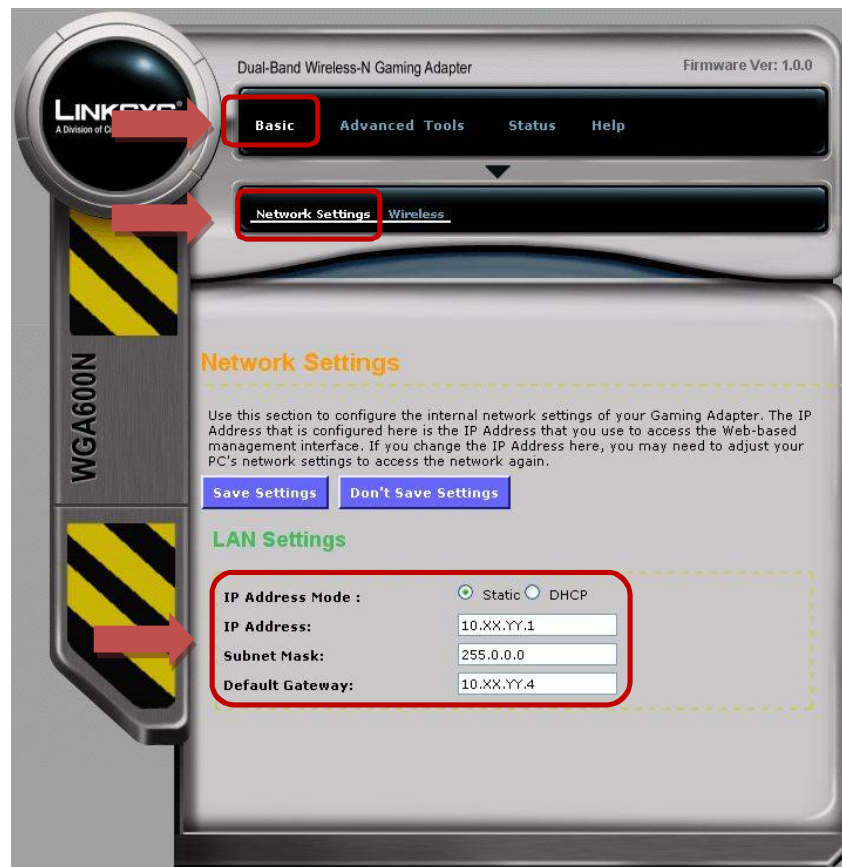 Dual-Band Wireless-N Gaming Adapter
Firmware Ver: 1.0.0
LINKSYS®
A Division of
Basic Advanced Tools Status Help
Network Settings Wireless
WGA600N
Network Settings
Use this section to configure the internal network settings of your Gaming Adapter. The IP
Address that is configured here is the IP Address that you use to access the Web-based
management interface. If you change the IP Address here, you may need to adjust your
PC's network settings to access the network again.
Save Settings Don't Save Settings
LAN Settings
IP Address Mode : Static DHCP
IP Address: 10.XX.YY.1
Subnet Mask: 255.0.0.0
Default Gateway: 10.XX.YY.4